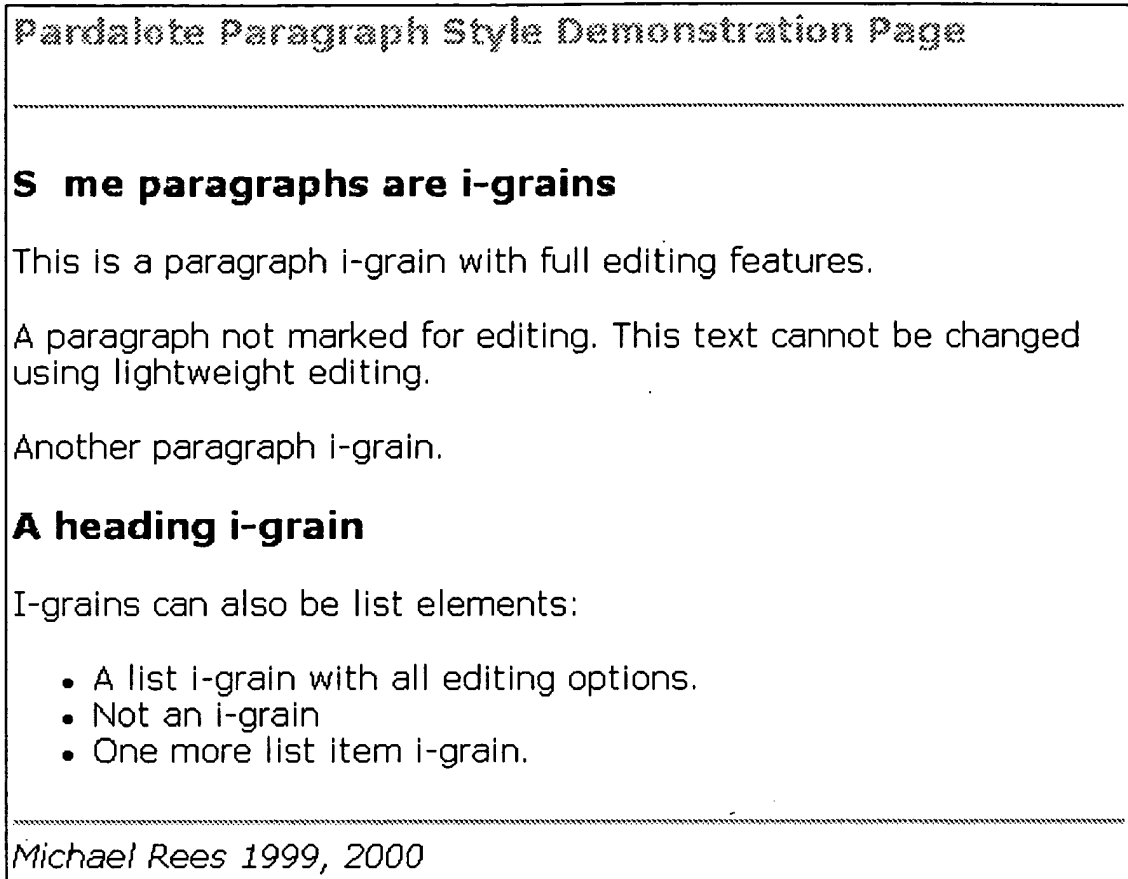 Pardalote Paragraph Style Demonstration Page
S me paragraphs are i-grains
This is a paragraph i-grain with full editing features.
A paragraph not marked for editing. This text cannot be changed
using lightweight editing.
Another paragraph i-grain.
A heading i-grain
I-grains can also be list elements:
• A list i-grain with all editing options.
• Not an i-grain
• One more list item i-grain.
Michael Rees 1999, 2000